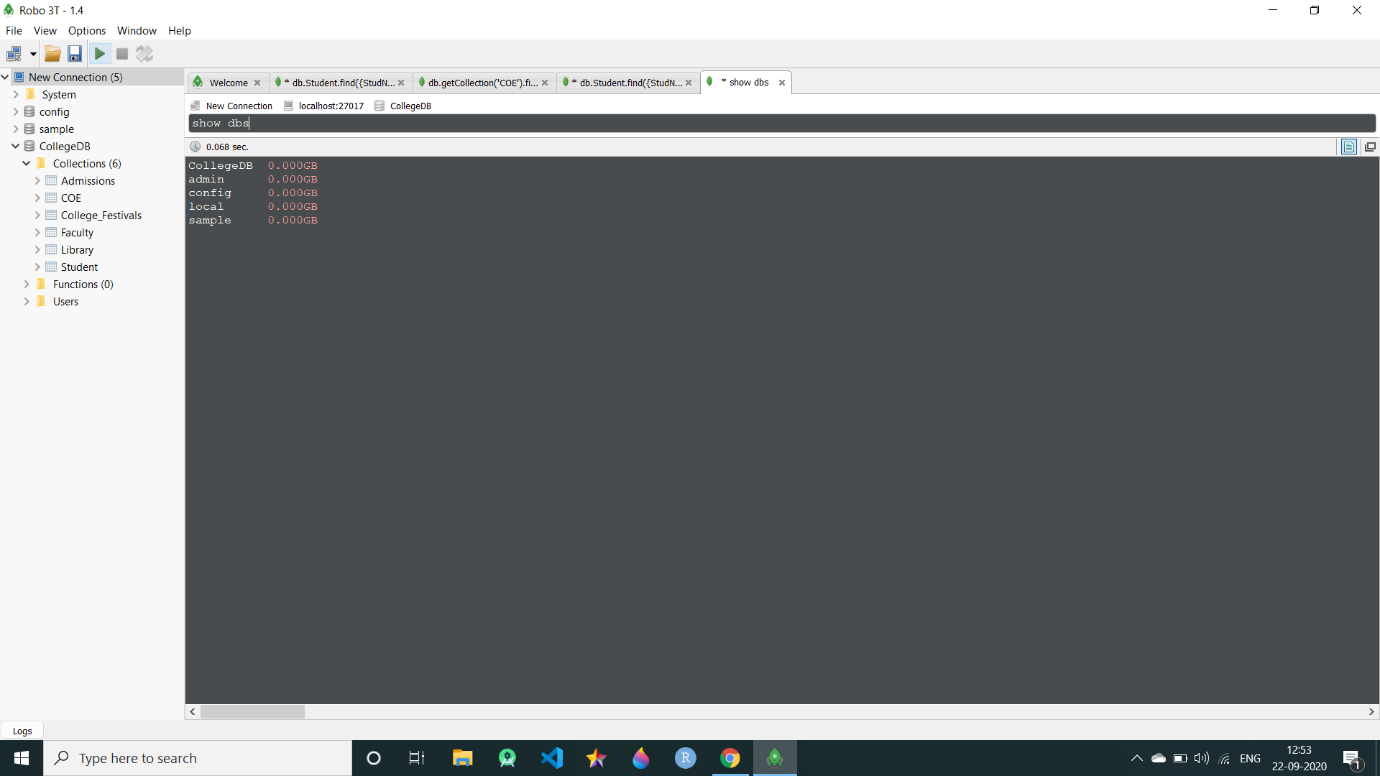 Robo 3T - 1.4
File View Options Window Help
New Connection (5)
System
config
sample
CollegeDB
Collections (6)
Admissions
COE
College_Festivals
Faculty
Library
Student
Functions (0)
Users
Welcome
* db.Student.find({StudN...
db.getCollection('COE').fi...
* db.Student.find({StudN...
* show dbs
New Connection localhost:27017 CollegeDB
show dbs
0.068 sec.
CollegeDB 0.000GB
admin 0.000GB
config 0.000GB
local 0.000GB
sample 0.000GB
Logs
Type here to search
R
ENG
12:53
22-09-2020
1